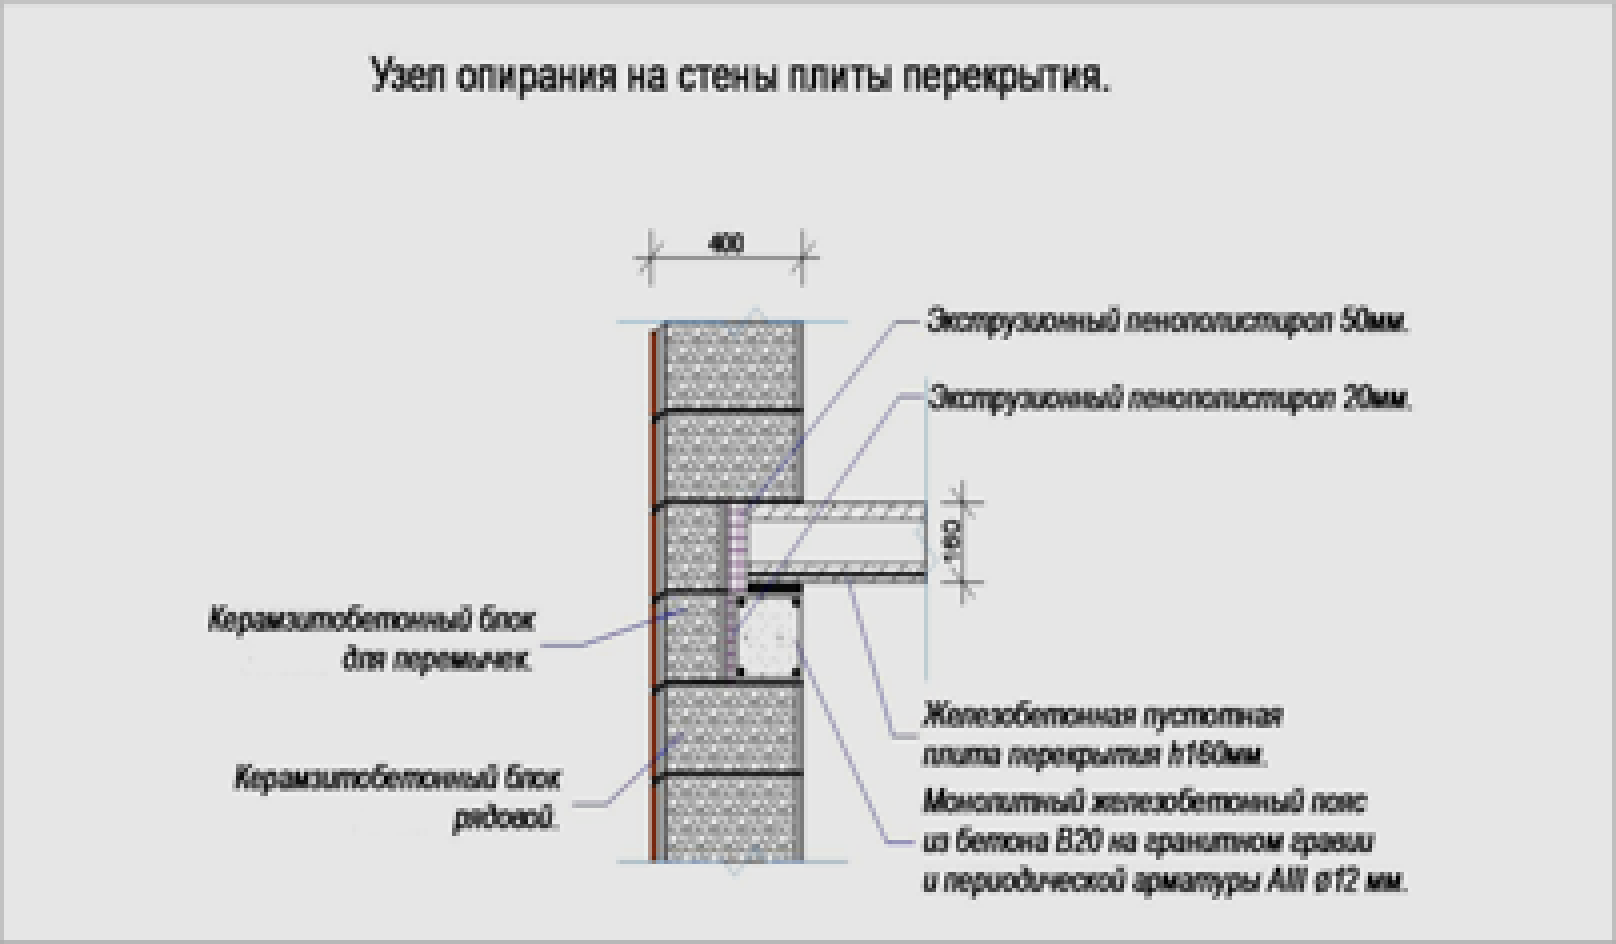 Узел опирания на стены плиты перекрытия.
400
Экструзионный пенополистирол 50мм.
Экструзионный пенополистирол 20мм.
160
Керамзитобетонный блок
для перемычек.
Железобетонная пустотная
плита перекрытия h160мм.
Керамзитобетонный блок
рядовой.
Монолитный железобетонный пояс
из бетона В20 на гранитном гравии
и периодической арматуры АIII ø12 мм.